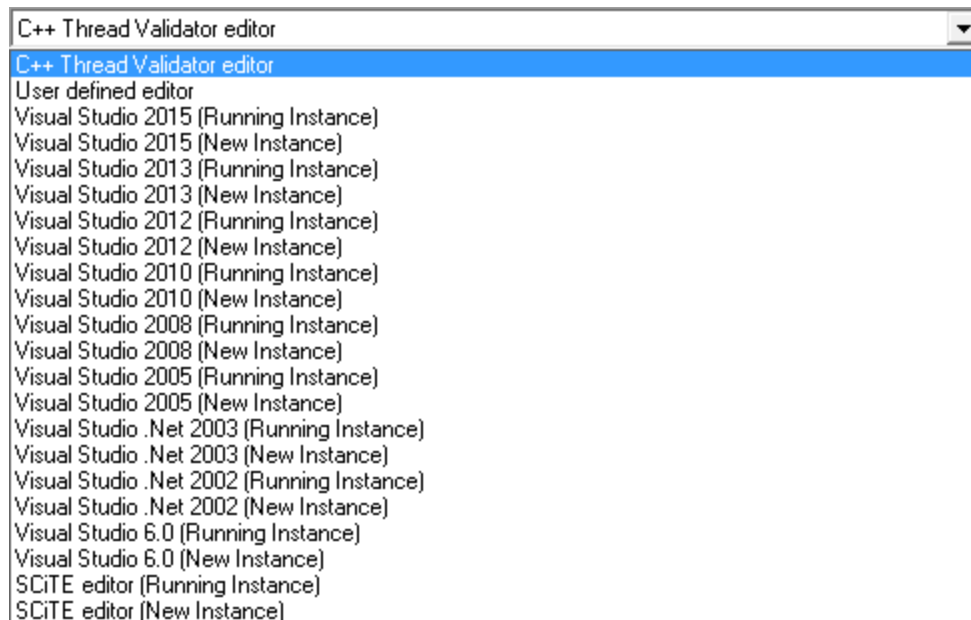 C++ Thread Validator editor
C++ Thread Validator editor
User defined editor
Visual Studio 2015 (Running Instance)
Visual Studio 2015 (New Instance)
Visual Studio 2013 (Running Instance)
Visual Studio 2013 (New Instance)
Visual Studio 2012 (Running Instance)
Visual Studio 2012 (New Instance)
Visual Studio 2010 (Running Instance)
Visual Studio 2010 (New Instance)
Visual Studio 2008 (Running Instance)
Visual Studio 2008 (New Instance)
Visual Studio 2005 (Running Instance)
Visual Studio 2005 (New Instance)
Visual Studio .Net 2003 (Running Instance)
Visual Studio .Net 2003 (New Instance)
Visual Studio .Net 2002 (Running Instance)
Visual Studio .Net 2002 (New Instance)
Visual Studio 6.0 (Running Instance)
Visual Studio 6.0 (New Instance)
SCiTE editor (Running Instance)
SCiTE editor (New Instance)